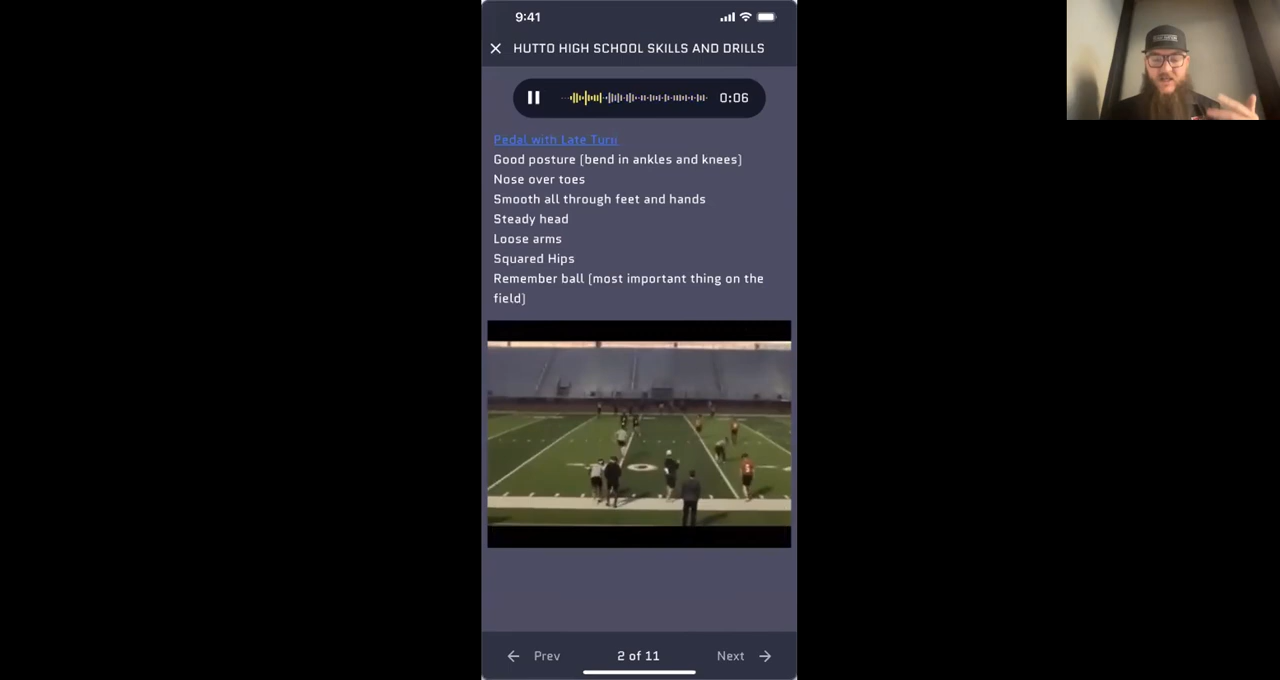 9:41
HUTTO HIGH SCHOOL SKILLS AND DRILLS
0:06
Pedal with Late Turn
Good posture (bend in ankles and knees)
Nose over toes
Smooth all through feet and hands
Steady head
Loose arms
Squared Hips
Remember ball (most important thing on the
field)
Prev
2 of 11
Next